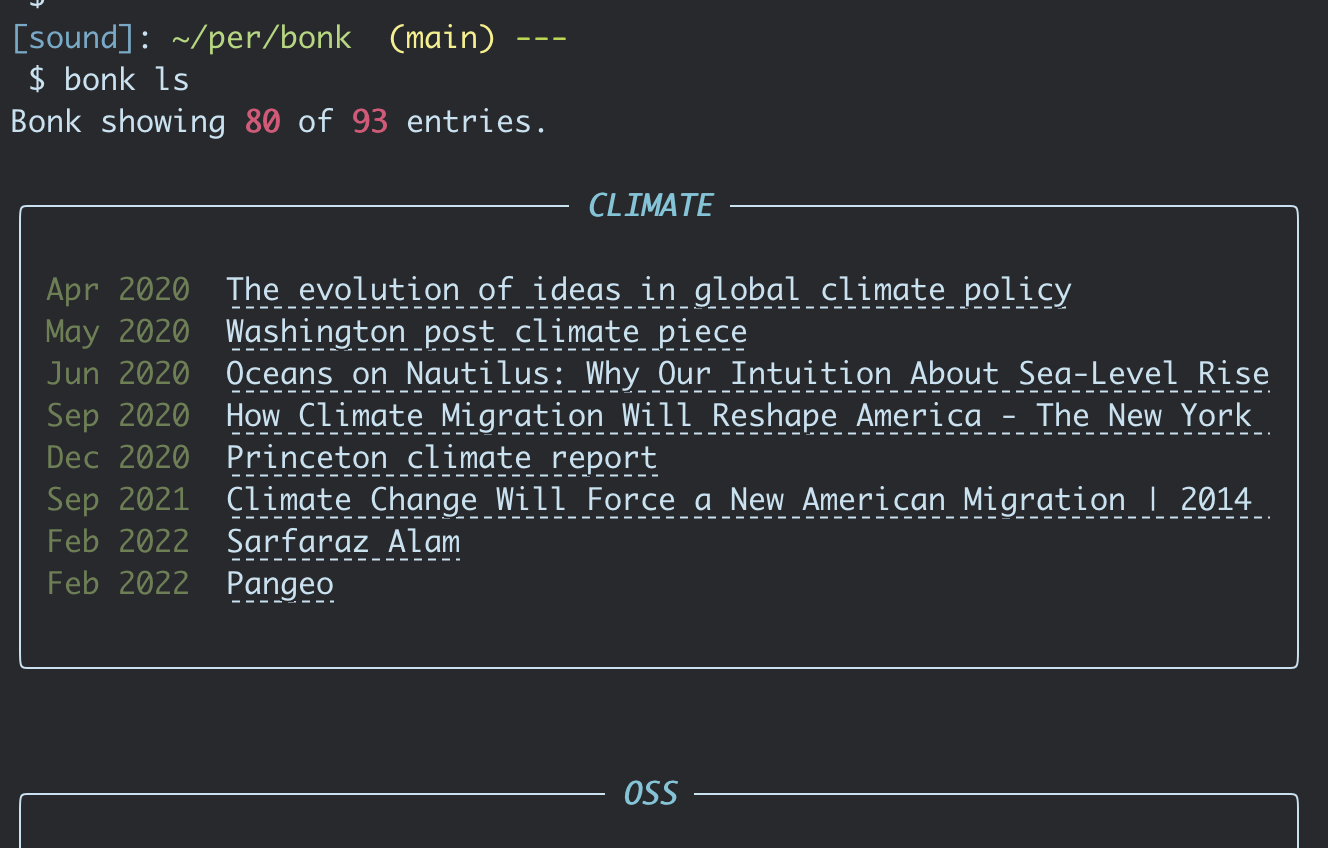 $
[sound]: ~/per/bonk (main) ---
$ bonk ls
Bonk showing 80 of 93 entries.
CLIMATE
Apr 2020 The evolution of ideas in global climate policy
May 2020 Washington post climate piece
Jun 2020 Oceans on Nautilus: Why Our Intuition About Sea-Level Rise
Sep 2020 How Climate Migration Will Reshape America - The New York
Dec 2020 Princeton climate report
Sep 2021 Climate Change Will Force a New American Migration | 2014
Feb 2022 Sarfaraz Alam
Feb 2022 Pangeo
OSS